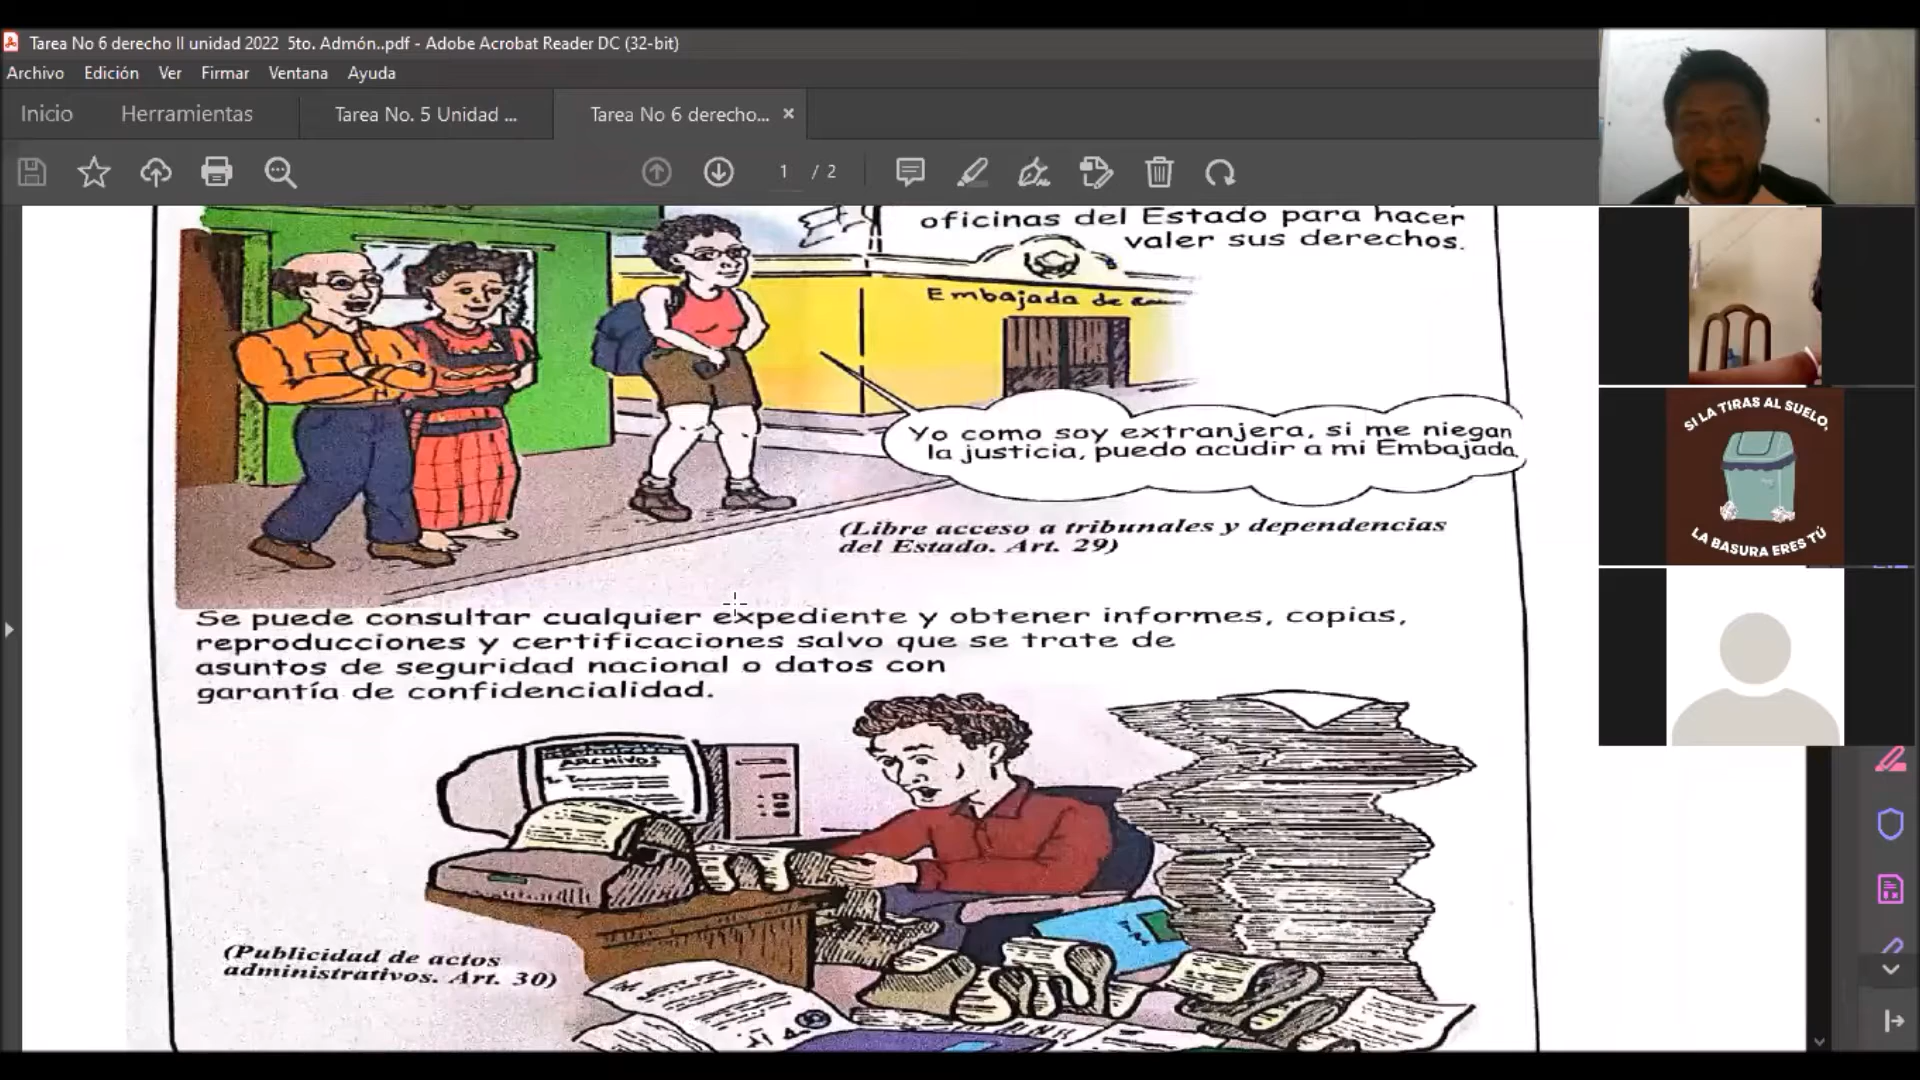 Tarea No 6 derecho II unidad 2022 5to. Admón..pdf - Adobe Acrobat Reader DC (32-bit)
Archivo Edición Ver Firmar Ventana Ayuda
Inicio Herramientas Tarea No. 5 Unidad ... Tarea No 6 derecho...
1 / 2
oficinas del Estado para hacer
valer sus derechos.
Embajada de
Yo como soy extranjera, si me niegan
la justicia, puedo acudir a mi Embajada
(Libre acceso a tribunales y dependencias
del Estado. Art. 29)
Se puede consultar cualquier expediente y obtener informes, copias,
reproducciones y certificaciones salvo que se trate de
asuntos de seguridad nacional o datos con
garantía de confidencialidad.
ARCHIVOS
(Publicidad de actos
administrativos. Art. 30)
SI LA TIRAS AL SUELO,
LA BASURA ERES TÚ